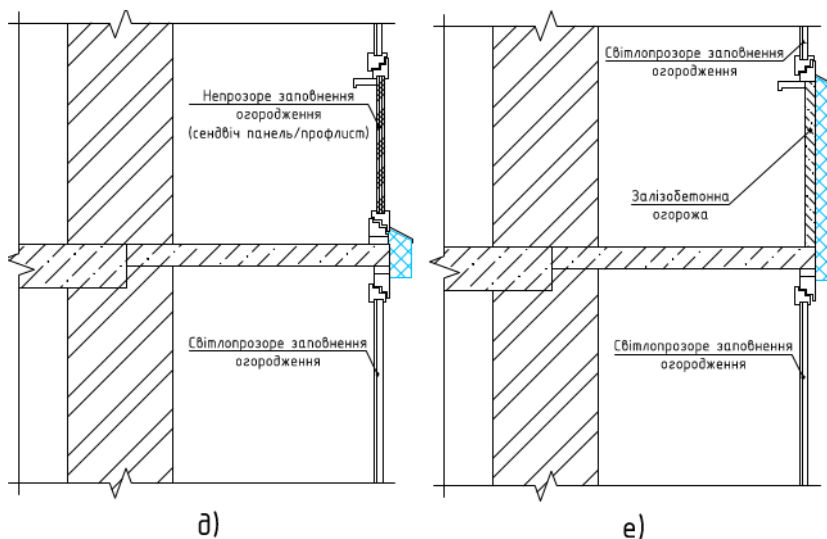 Непрозоре заповнення
огородження
(сендвіч панель/профлист)
Світлопрозоре заповнення
огородження
д)
Світлопрозоре заповнення
огородження
Залізобетонна
огорожа
Світлопрозоре заповнення
огородження
е)